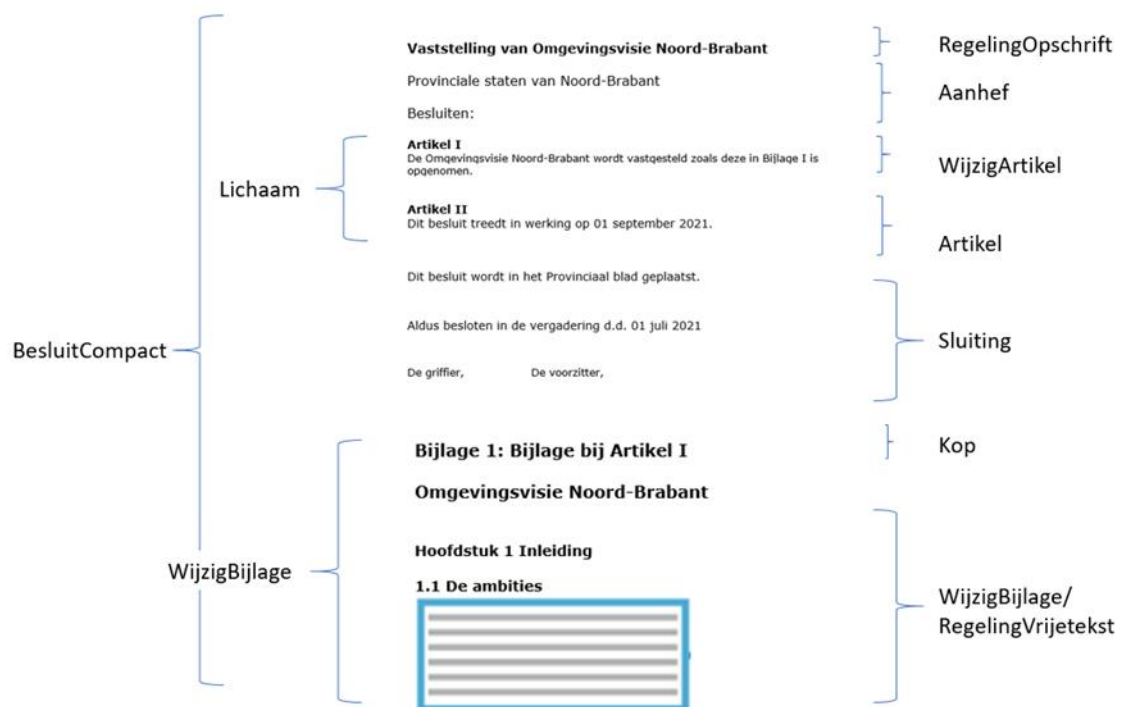 Vaststelling van Omgevingsvisie Noord-Brabant
RegelingOpschrift
Provinciale staten van Noord-Brabant
Aanhef
Besluiten:
Artikel I
De Omgevingsvisie Noord-Brabant wordt vastgesteld zoals deze in Bijlage I is
opgenomen.
WijzigArtikel
Lichaam
Artikel II
Dit besluit treedt in werking op 01 september 2021.
Artikel
Dit besluit wordt in het Provinciaal blad geplaatst.
Aldus besloten in de vergadering d.d. 01 juli 2021
Sluiting
BesluitCompact
De griffier, De voorzitter,
Bijlage 1: Bijlage bij Artikel I
Kop
Omgevingsvisie Noord-Brabant
Hoofdstuk 1 Inleiding
WijzigBijlage
1.1 De ambities
WijzigBijlage/
RegelingVrijetekst